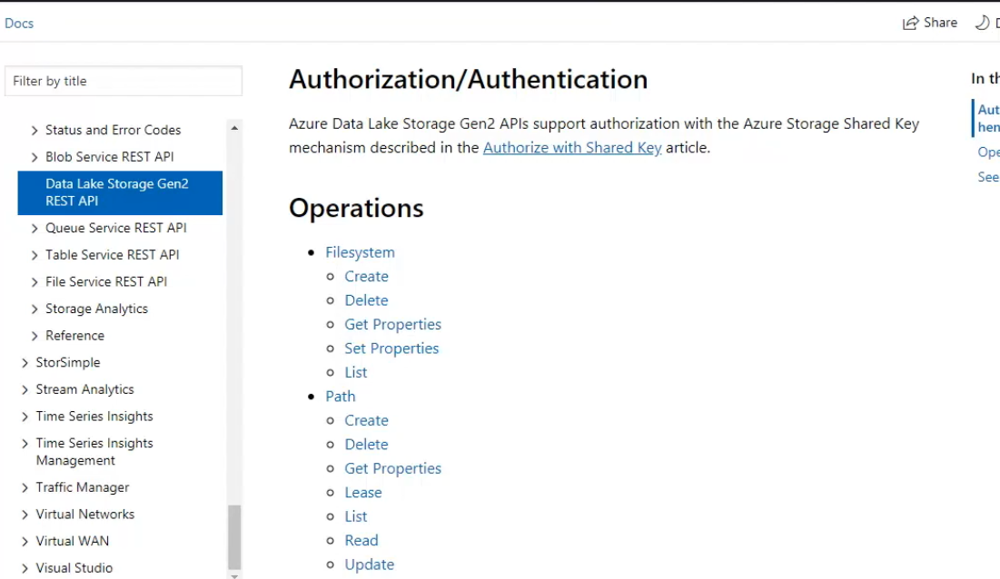 Docs
Share
Filter by title
Status and Error Codes
Blob Service REST API
Data Lake Storage Gen2
REST API
Queue Service REST API
Table Service REST API
File Service REST API
Storage Analytics
Reference
StorSimple
Stream Analytics
Time Series Insights
Time Series Insights
Management
Traffic Manager
Virtual Networks
Virtual WAN
Visual Studio
Authorization/Authentication
Azure Data Lake Storage Gen2 APIs support authorization with the Azure Storage Shared Key
mechanism described in the Authorize with Shared Key article.
Operations
Filesystem
Create
Delete
Get Properties
Set Properties
List
Path
Create
Delete
Get Properties
Lease
List
Read
Update
In th
Aut
hen
Ope
See